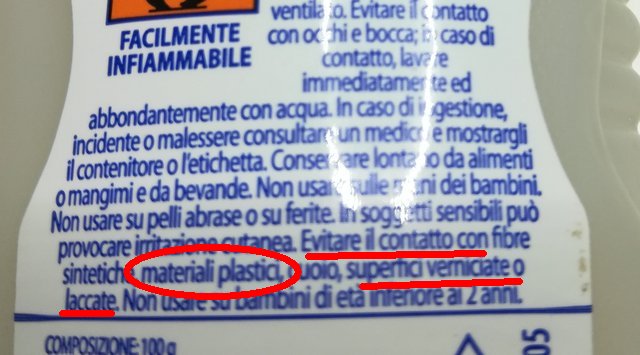 ventilato. Evitare il contatto
FACILMENTE
INFIAMMABILE
con occhi e bocca; in caso di
contatto, lavare
immediatamente ed
abbondantemente con acqua. In caso di ingestione,
incidente o malessere consultare un medico e mostrargli
il contenitore o l'etichetta. Conservare lontano da alimenti
o mangimi e da bevande. Non usare sulle mani dei bambini.
Non usare su pelli abrase o su ferite. In soggetti sensibili può
provocare irritazione cutanea. Evitare il contatto con fibre
sintetiche, materiali plastici, cuoio, superfici verniciate o
laccate. Non usare su bambini di età inferiore ai 2 anni.
COMPOSIZIONE: 100 g
05